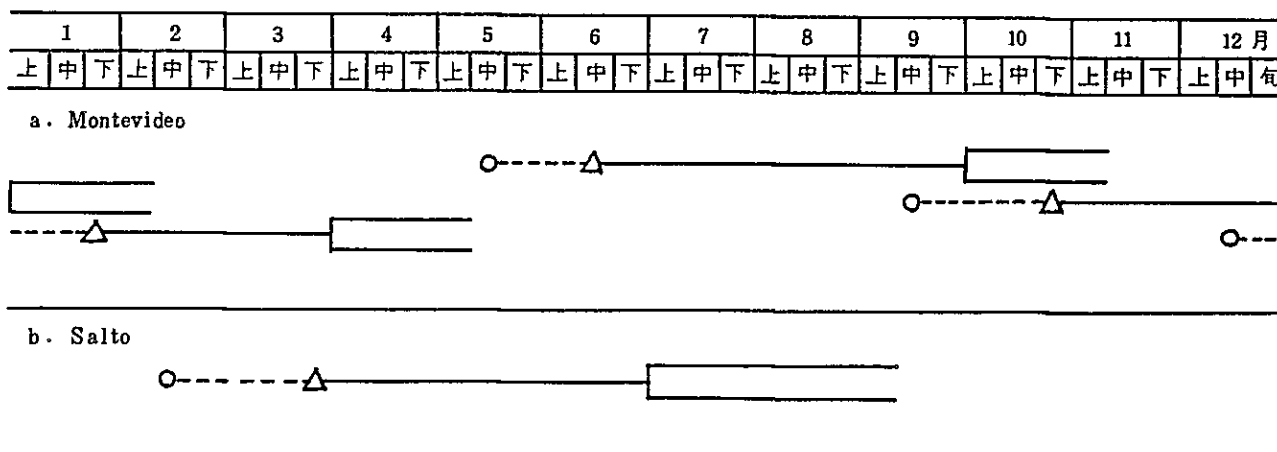 1 2 3 4 5 6 7 8 9 10 11 12 月
上 中 下 上 中 下 上 中 下 上 中 下 上 中 下 上 中 下 上 中 下 上 中 下 上 中 下 上 中 下 上 中 下 上 中 旬
a. Montevideo
b. Salto